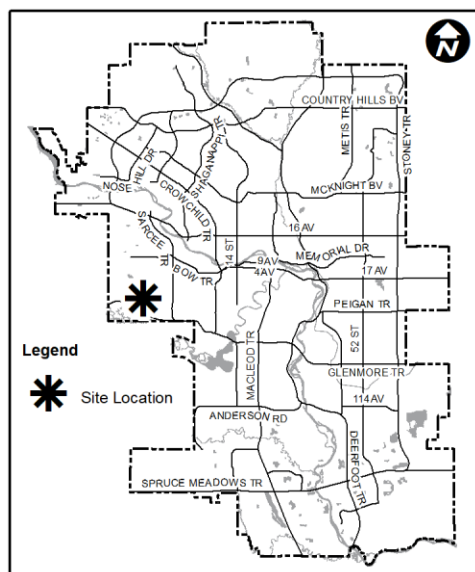 N
COUNTRY HILLS BV
METIS TR
STONEY TR
SHAGANAPPI TR
NOSE HILL DR
CROWCHILD TR
MCKNIGHT BV
SARCEE TR
14 ST
16 AV
MEMORIAL DR
9 AV
4 AV
17 AV
BOW TR
PEIGAN TR
52 ST
Legend
Site Location
MACLEOD TR
GLENMORE TR
114 AV
ANDERSON RD
DEERFOOT TR
SPRUCE MEADOWS TR